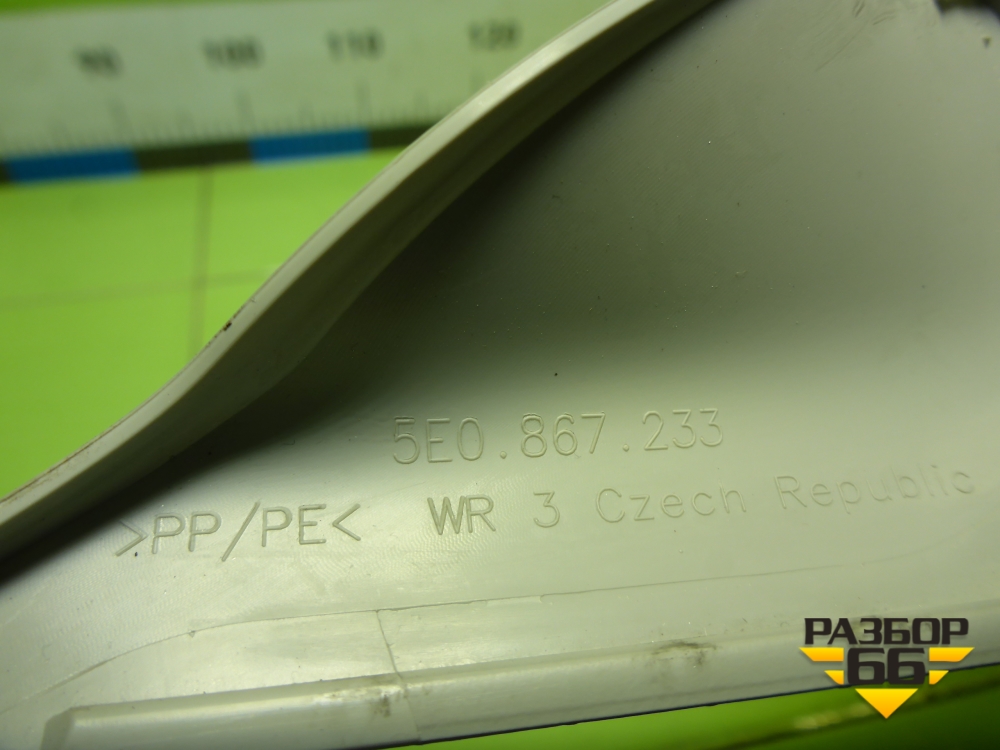 90 100 110 120
5E0.867.233
>PP/PE< WR 3 Czech Republic
РАЗБОР
66